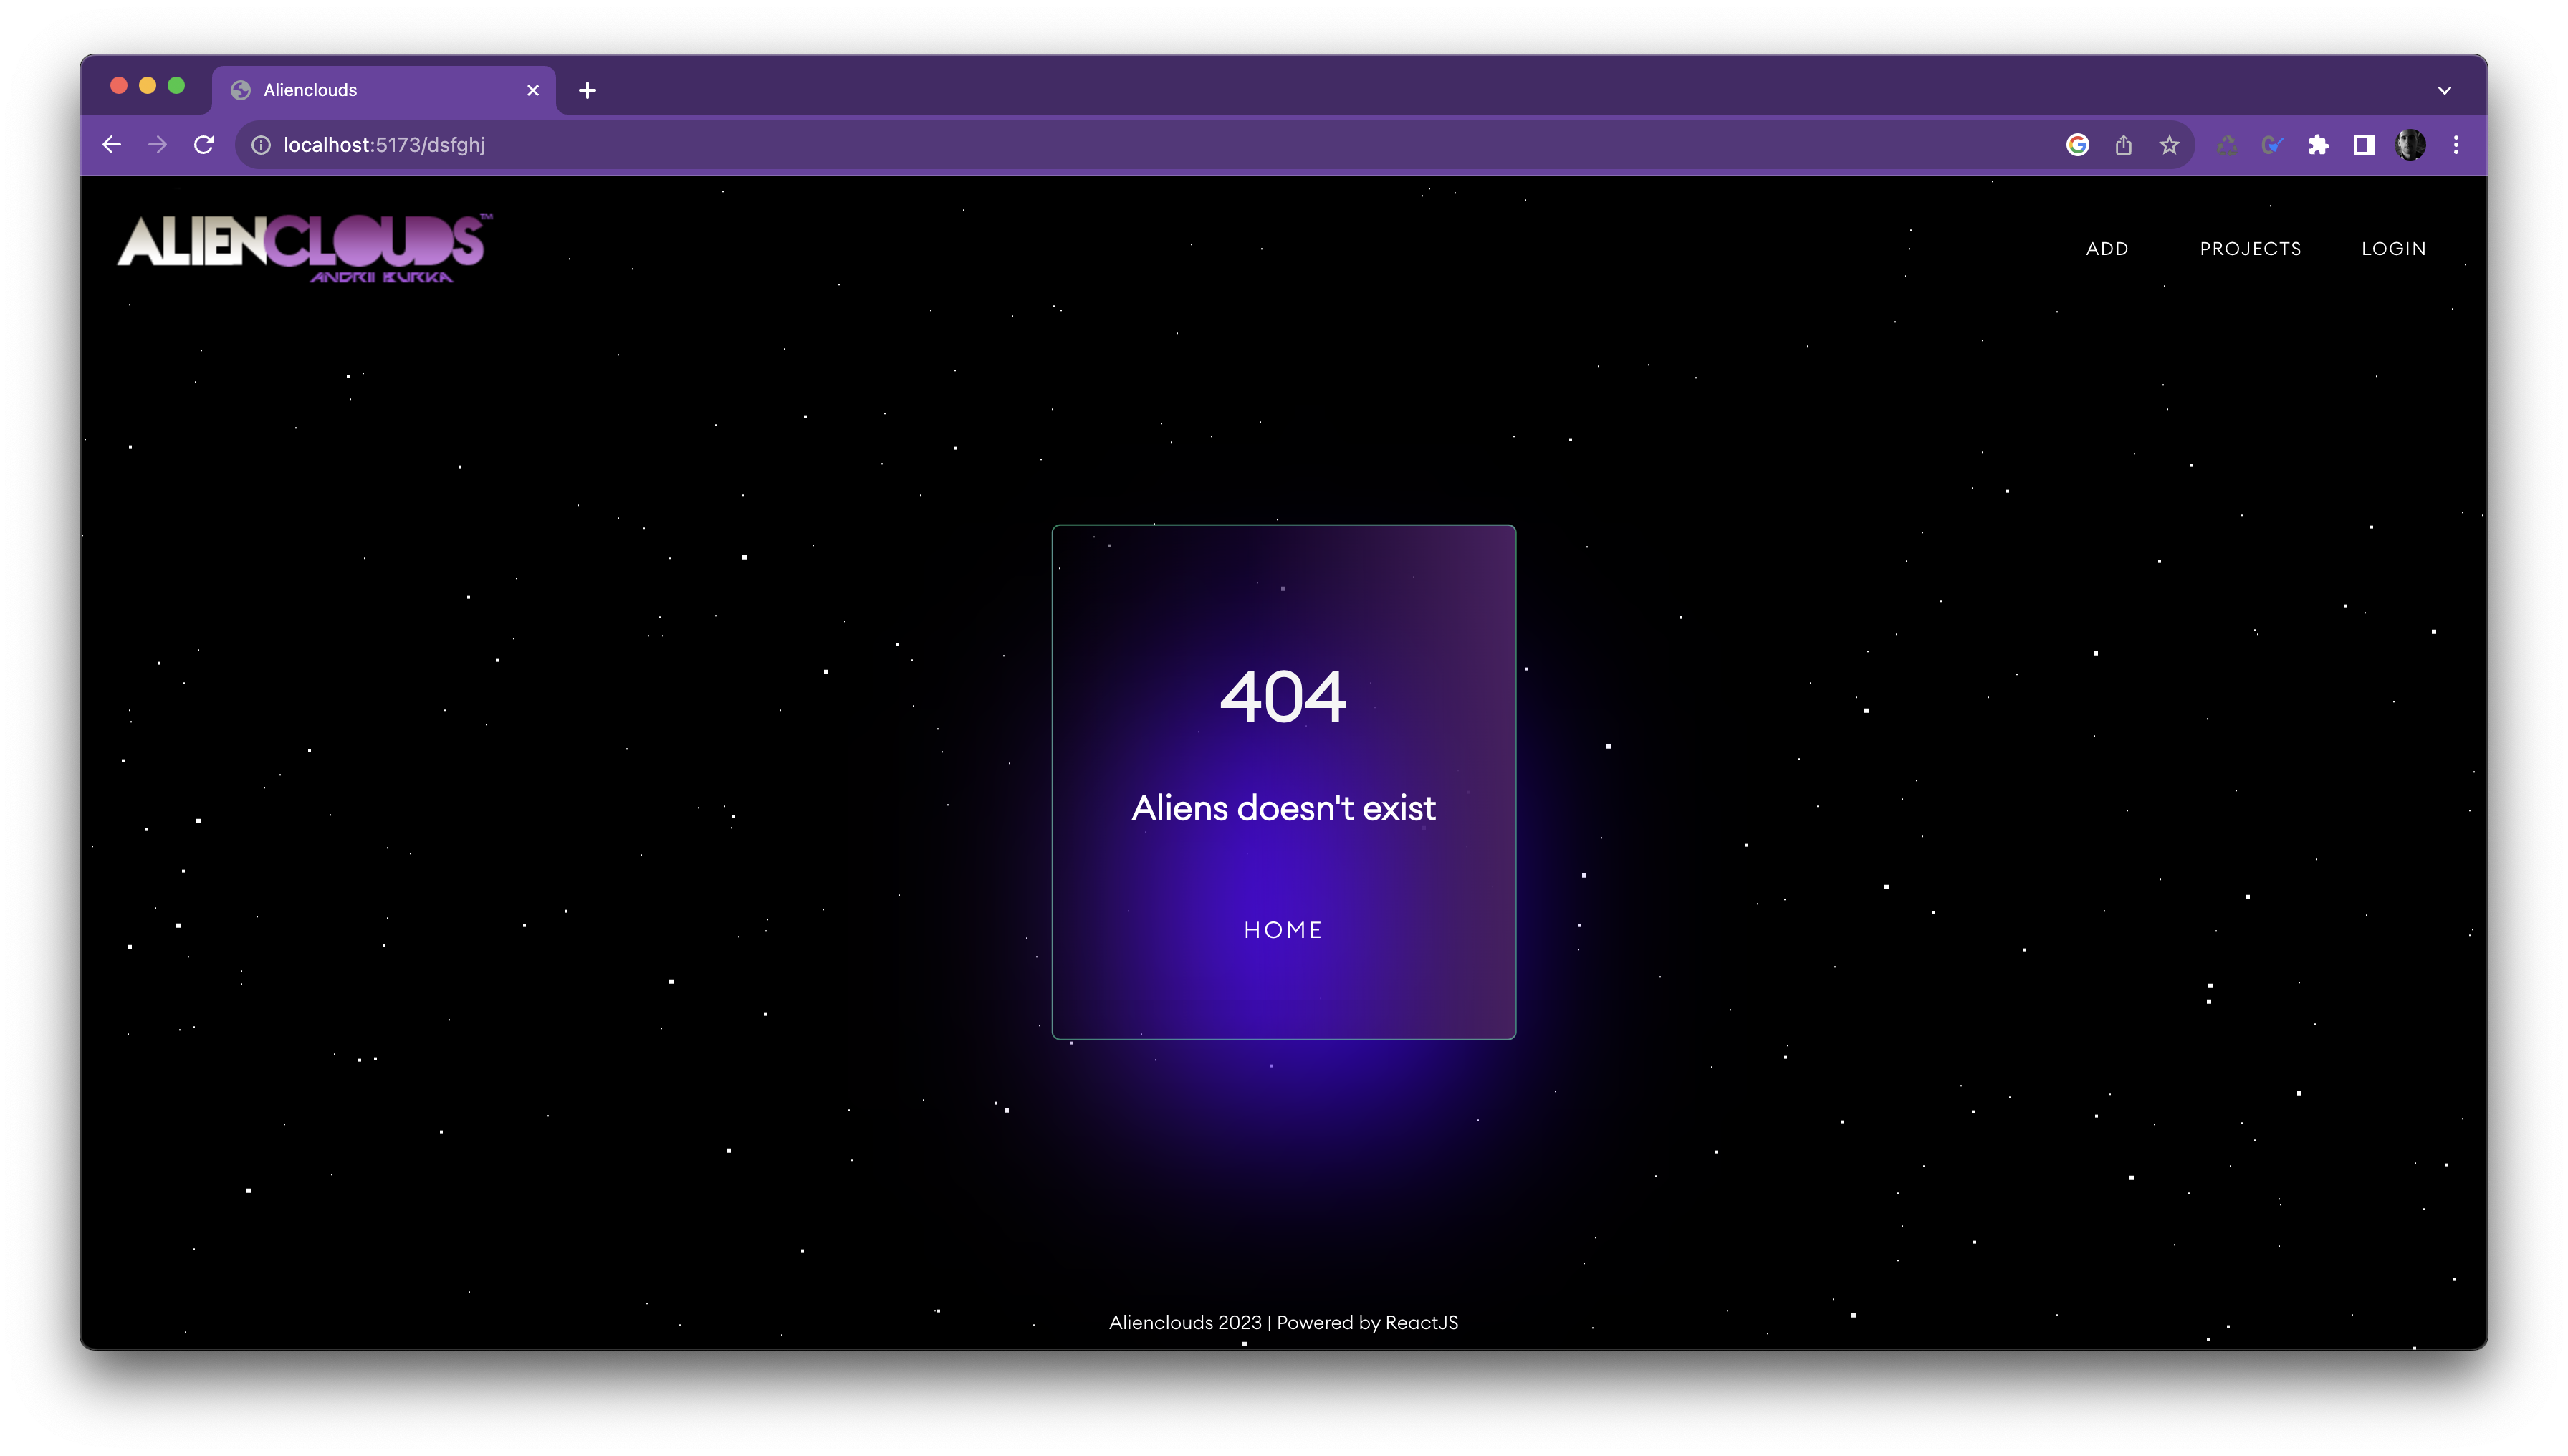 Alienclouds
localhost:5173/dsfghj
ALIENCLOUDS™
ANDRII BURKA
ADD PROJECTS LOGIN
404
Aliens doesn't exist
HOME
Alienclouds 2023 | Powered by ReactJS